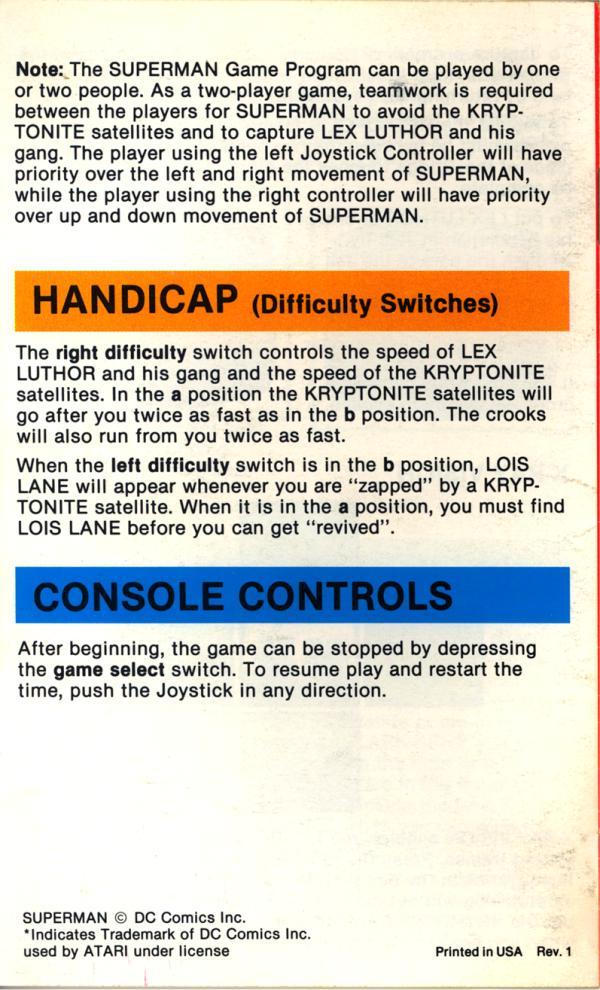 Note: The SUPERMAN Game Program can be played by one
or two people. As a two-player game, teamwork is required
between the players for SUPERMAN to avoid the KRYP-
TONITE satellites and to capture LEX LUTHOR and his
gang. The player using the left Joystick Controller will have
priority over the left and right movement of SUPERMAN,
while the player using the right controller will have priority
over up and down movement of SUPERMAN.
HANDICAP (Difficulty Switches)
The right difficulty switch controls the speed of LEX
LUTHOR and his gang and the speed of the KRYPTONITE
satellites. In the a position the KRYPTONITE satellites will
go after you twice as fast as in the b position. The crooks
will also run from you twice as fast.
When the left difficulty switch is in the b position, LOIS
LANE will appear whenever you are “zapped” by a KRYP-
TONITE satellite. When it is in the a position, you must find
LOIS LANE before you can get “revived”.
CONSOLE CONTROLS
After beginning, the game can be stopped by depressing
the game select switch. To resume play and restart the
time, push the Joystick in any direction.
SUPERMAN © DC Comics Inc.
*Indicates Trademark of DC Comics Inc.
used by ATARI under license
Printed in USA Rev. 1